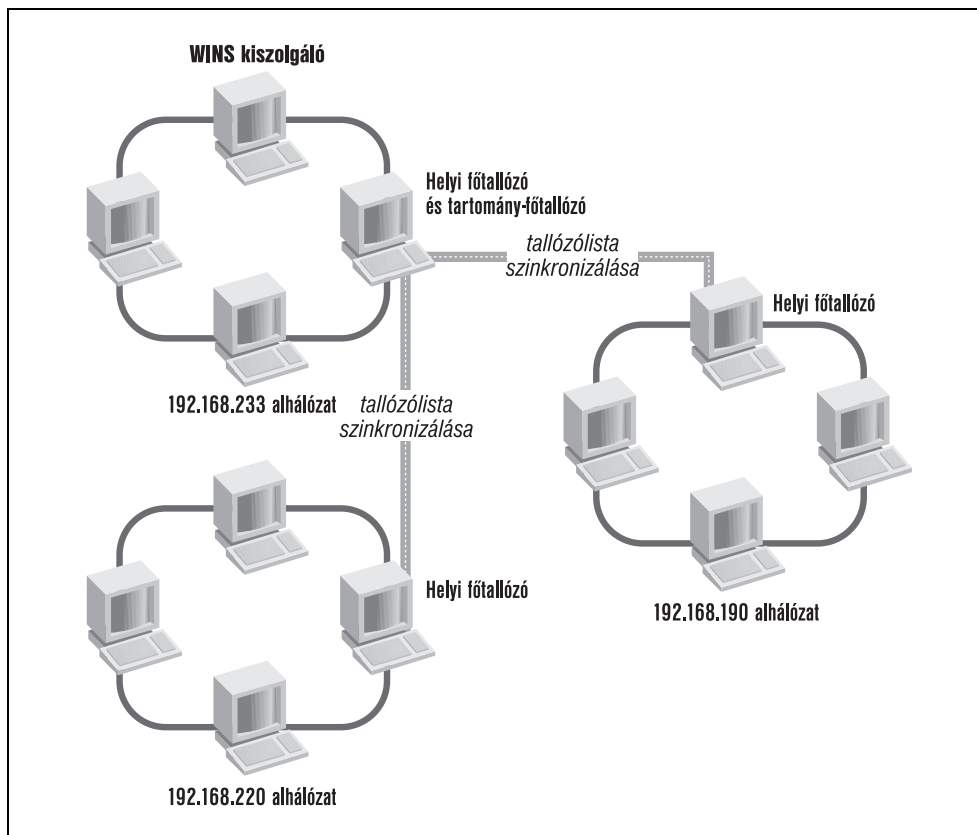 WINS kiszolgáló
Helyi főtallózó
és tartomány-főtallózó
tallózólista
szinkronizálása
Helyi főtallózó
192.168.233 alhálózat
tallózólista
szinkronizálása
Helyi főtallózó
192.168.190 alhálózat
192.168.220 alhálózat